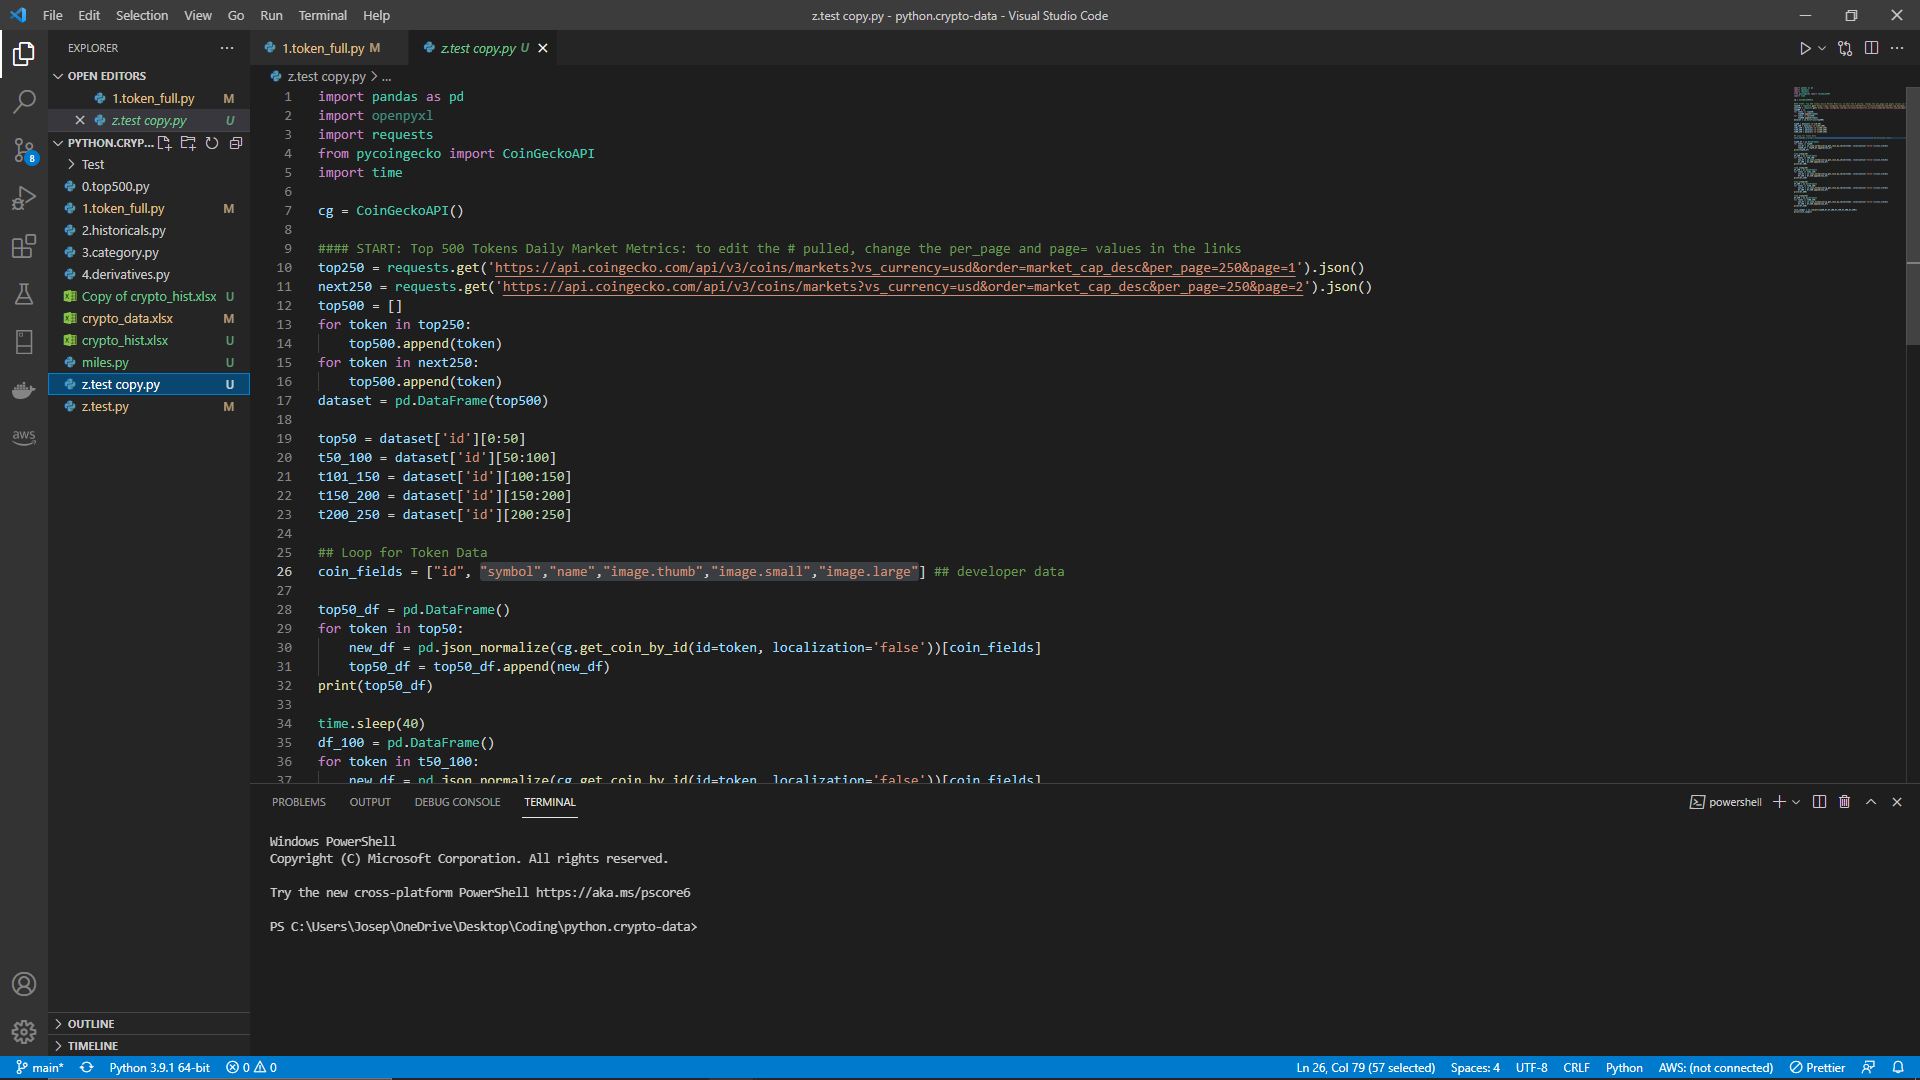 File Edit Selection View Go Run Terminal Help
z.test copy.py - python.crypto-data - Visual Studio Code
EXPLORER
OPEN EDITORS
1.token_full.py M
z.test copy.py U
PYTHON.CRYP...
Test
0.top500.py
1.token_full.py M
2.historicals.py
3.category.py
4.derivatives.py
Copy of crypto_hist.xlsx U
crypto_data.xlsx M
crypto_hist.xlsx U
miles.py U
z.test copy.py U
z.test.py M
OUTLINE
TIMELINE
8
aws
1.token_full.py M
z.test copy.py U
z.test copy.py > ...
1 import pandas as pd
2 import openpyxl
3 import requests
4 from pycoingecko import CoinGeckoAPI
5 import time
6
7 cg = CoinGeckoAPI()
8
9 #### START: Top 500 Tokens Daily Market Metrics: to edit the # pulled, change the per_page and page= values in the links
10 top250 = requests.get('https://api.coingecko.com/api/v3/coins/markets?vs_currency=usd&order=market_cap_desc&per_page=250&page=1').json()
11 next250 = requests.get('https://api.coingecko.com/api/v3/coins/markets?vs_currency=usd&order=market_cap_desc&per_page=250&page=2').json()
12 top500 = []
13 for token in top250:
14     top500.append(token)
15 for token in next250:
16     top500.append(token)
17 dataset = pd.DataFrame(top500)
18
19 top50 = dataset['id'][0:50]
20 t50_100 = dataset['id'][50:100]
21 t101_150 = dataset['id'][100:150]
22 t150_200 = dataset['id'][150:200]
23 t200_250 = dataset['id'][200:250]
24
25 ## Loop for Token Data
26 coin_fields = ["id", "symbol","name","image.thumb","image.small","image.large"] ## developer data
27
28 top50_df = pd.DataFrame()
29 for token in top50:
30     new_df = pd.json_normalize(cg.get_coin_by_id(id=token, localization='false'))[coin_fields]
31     top50_df = top50_df.append(new_df)
32 print(top50_df)
33
34 time.sleep(40)
35 df_100 = pd.DataFrame()
36 for token in t50_100:
37     new_df = pd.json_normalize(cg.get_coin_by_id(id=token, localization='false'))[coin_fields]
PROBLEMS OUTPUT DEBUG CONSOLE TERMINAL
powershell
Windows PowerShell
Copyright (C) Microsoft Corporation. All rights reserved.
Try the new cross-platform PowerShell https://aka.ms/pscore6
PS C:\Users\Josep\OneDrive\Desktop\Coding\python.crypto-data>
main* Python 3.9.1 64-bit 0 0
Ln 26, Col 79 (57 selected) Spaces: 4 UTF-8 CRLF Python AWS: (not connected) Prettier